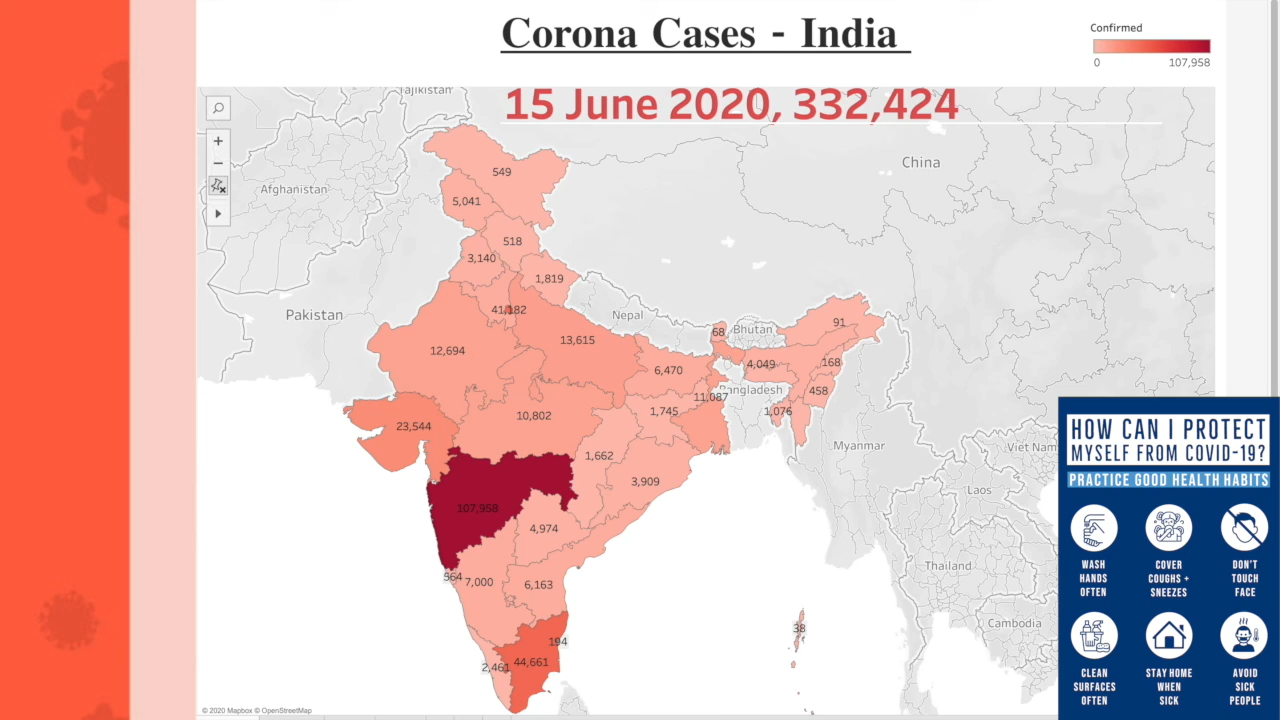 Corona Cases - India
Confirmed
0 107,958
15 June 2020, 332,424
Tajikistan
China
Afghanistan
549
5,041
518
3,140
1,819
41,182
Pakistan
Nepal
68
Bhutan
91
12,694
13,615
6,470
4,049
168
Bangladesh
458
11,087
1,745
1,076
10,802
23,544
1,662
Myanmar
Viet Nam
3,909
Laos
107,958
4,974
Thailand
564
7,000
6,163
Cambodia
38
194
2,461
44,661
© 2020 Mapbox © OpenStreetMap
HOW CAN I PROTECT
MYSELF FROM COVID-19?
PRACTICE GOOD HEALTH HABITS
WASH
HANDS
OFTEN
COVER
COUGHS +
SNEEZES
DON'T
TOUCH
FACE
CLEAN
SURFACES
OFTEN
STAY HOME
WHEN
SICK
AVOID
SICK
PEOPLE